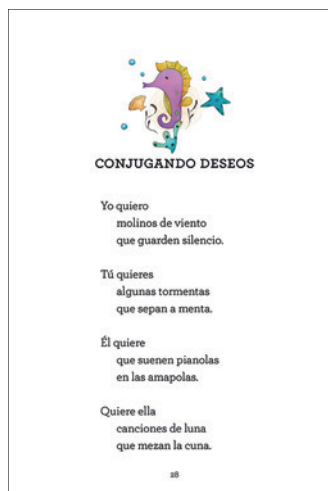 CONJUGANDO DESEOS
Yo quiero
molinos de viento
que guarden silencio.
Tú quieres
algunas tormentas
que sepan a menta.
Él quiere
que suenen pianolas
en las amapolas.
Quiere ella
canciones de luna
que mezan la cuna.
28